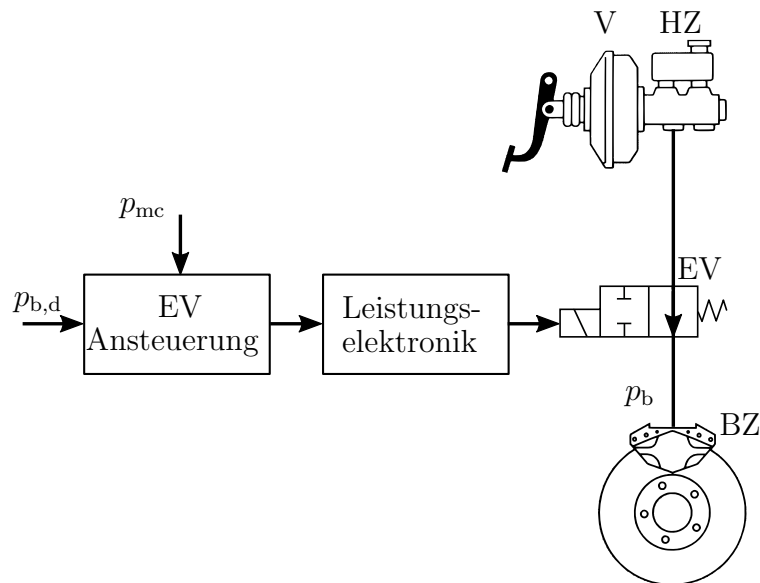 V HZ
p_mc
EV
p_b,d
EV
Ansteuerung
Leistungs-
elektronik
p_b
BZ